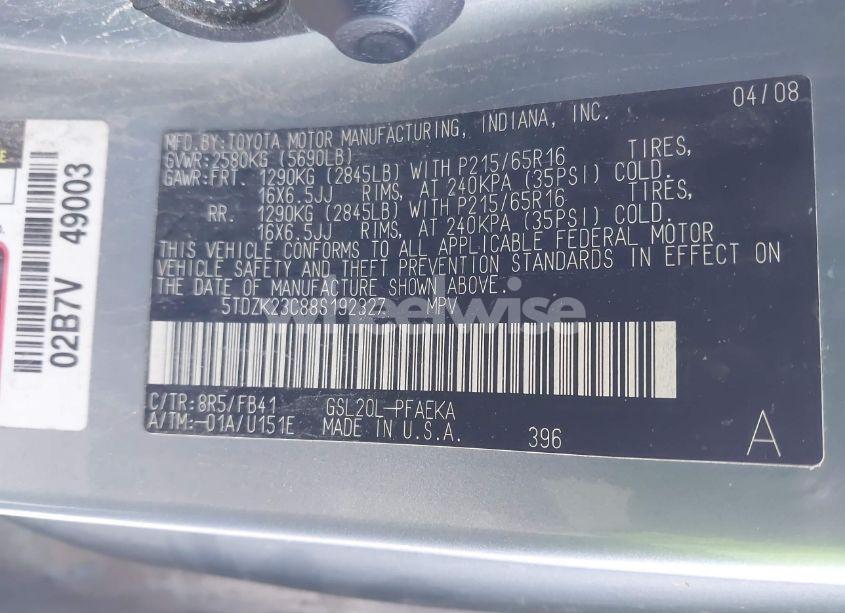 04/08
MFD.BY:TOYOTA MOTOR MANUFACTURING, INDIANA, INC.
GVWR:2580KG (5690LB)
GAWR:FRT. 1290KG (2845LB) WITH P215/65R16 TIRES,
16X6.5JJ RIMS, AT 240KPA (35PSI) COLD.
RR. 1290KG (2845LB) WITH P215/65R16 TIRES,
16X6.5JJ RIMS, AT 240KPA (35PSI) COLD.
THIS VEHICLE CONFORMS TO ALL APPLICABLE FEDERAL MOTOR
VEHICLE SAFETY AND THEFT PREVENTION STANDARDS IN EFFECT ON
THE DATE OF MANUFACTURE SHOWN ABOVE.
5TDZK23C88S192327 MPV
C/TR:8R5/FB41 GSL20L-PFAEKA
A/TM:-01A/U151E MADE IN U.S.A. 396 A
02B7V 49003
wheelwise